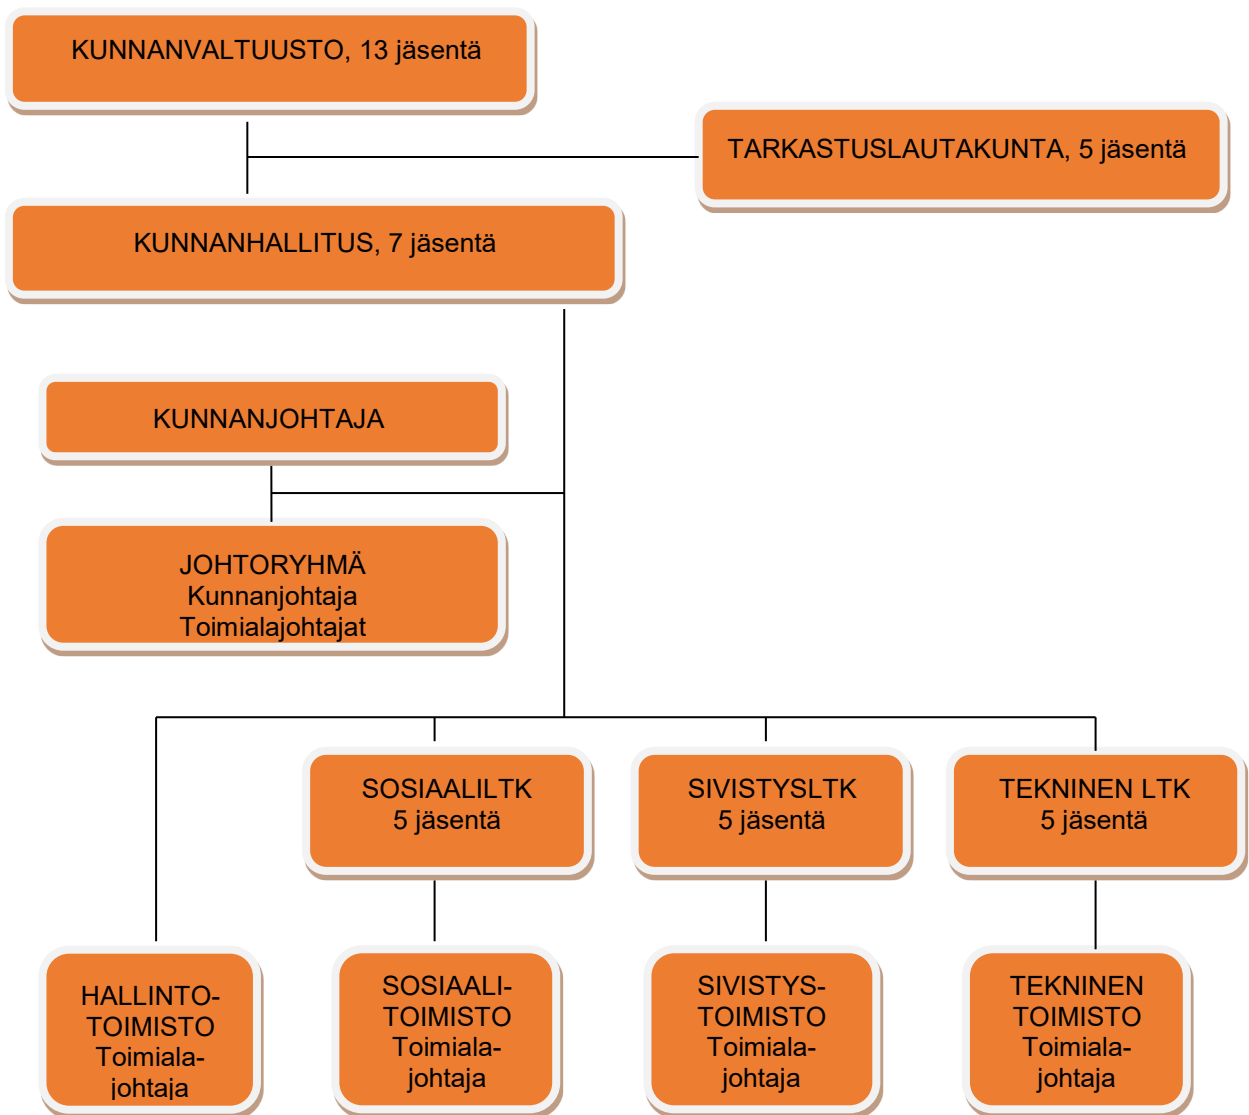 KUNNANVALTUUSTO, 13 jäsentä
TARKASTUSLAUTAKUNTA, 5 jäsentä
KUNNANHALLITUS, 7 jäsentä
KUNNANJOHTAJA
JOHTORYHMÄ
Kunnanjohtaja
Toimialajohtajat
SOSIAALILTK
5 jäsentä
SIVISTYSLTK
5 jäsentä
TEKNINEN LTK
5 jäsentä
HALLINTO-
TOIMISTO
Toimiala-
johtaja
SOSIAALI-
TOIMISTO
Toimiala-
johtaja
SIVISTYS-
TOIMISTO
Toimiala-
johtaja
TEKNINEN
TOIMISTO
Toimiala-
johtaja